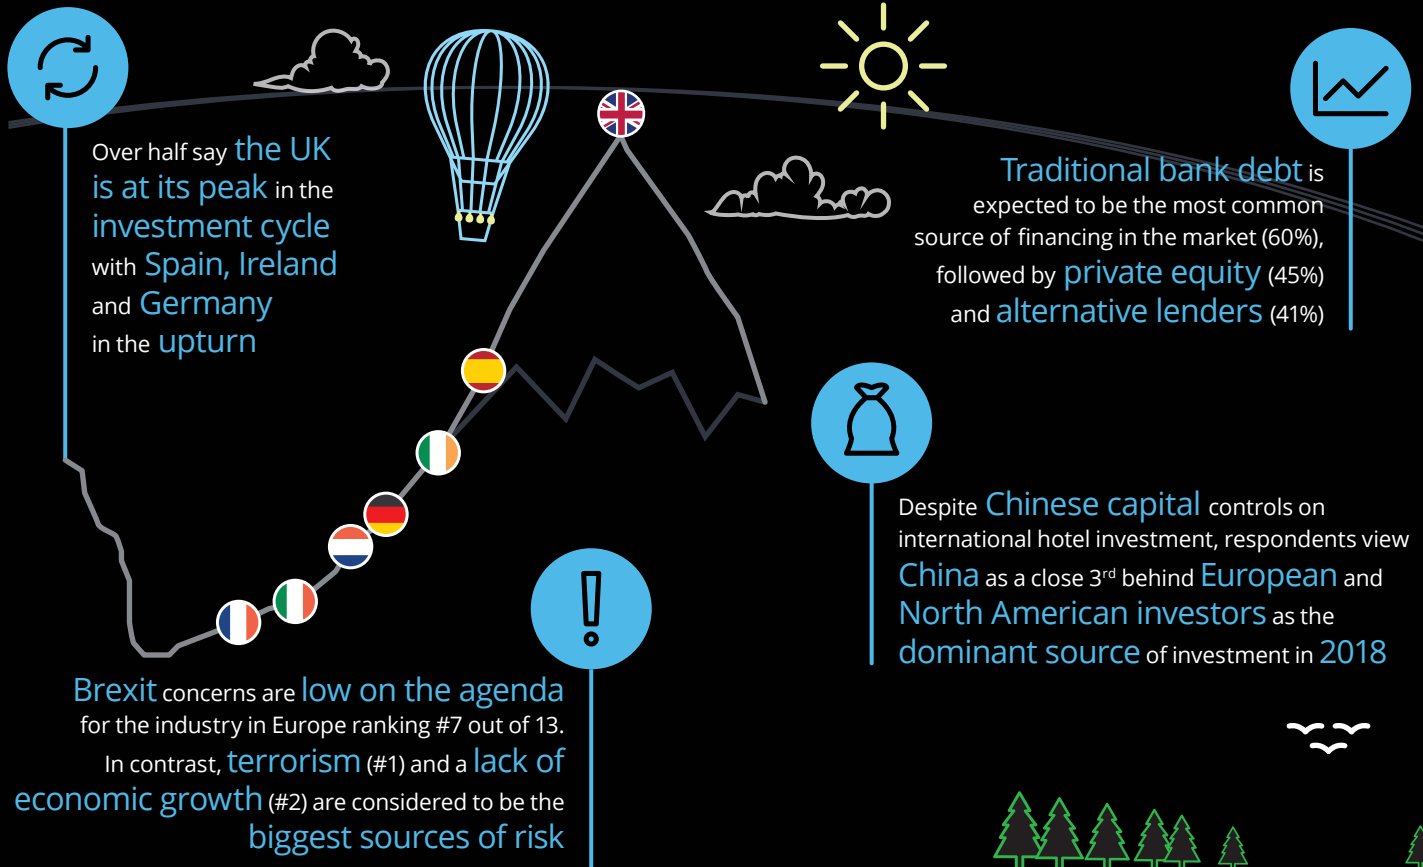 Over half say the UK
is at its peak in the
investment cycle
with Spain, Ireland
and Germany
in the upturn
Traditional bank debt is
expected to be the most common
source of financing in the market (60%),
followed by private equity (45%)
and alternative lenders (41%)
Despite Chinese capital controls on
international hotel investment, respondents view
China as a close 3rd behind European and
North American investors as the
dominant source of investment in 2018
Brexit concerns are low on the agenda
for the industry in Europe ranking #7 out of 13.
In contrast, terrorism (#1) and a lack of
economic growth (#2) are considered to be the
biggest sources of risk